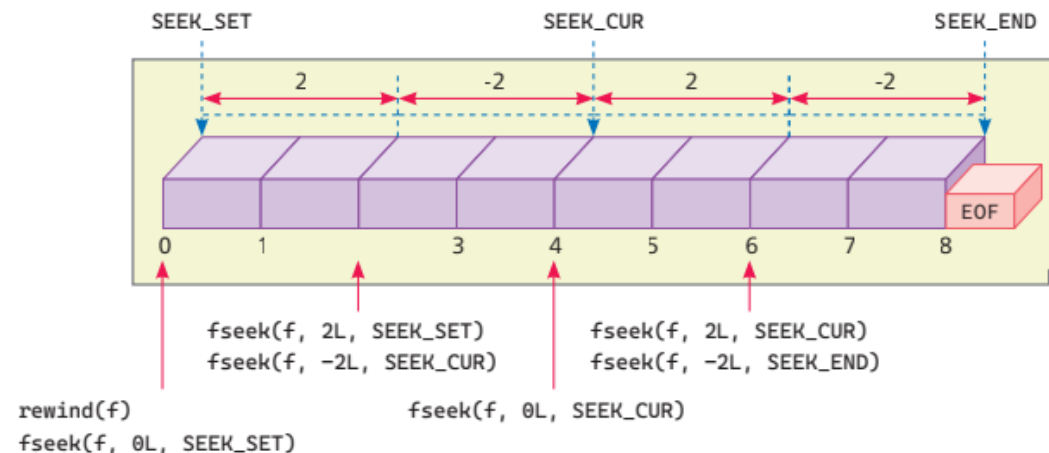 SEEK_SET SEEK_CUR SEEK_END
2 -2 2 -2
EOF
0 1 3 4 5 6 7 8
fseek(f, 2L, SEEK_SET) fseek(f, 2L, SEEK_CUR)
fseek(f, −2L, SEEK_CUR) fseek(f, −2L, SEEK_END)
rewind(f) fseek(f, 0L, SEEK_CUR)
fseek(f, 0L, SEEK_SET)